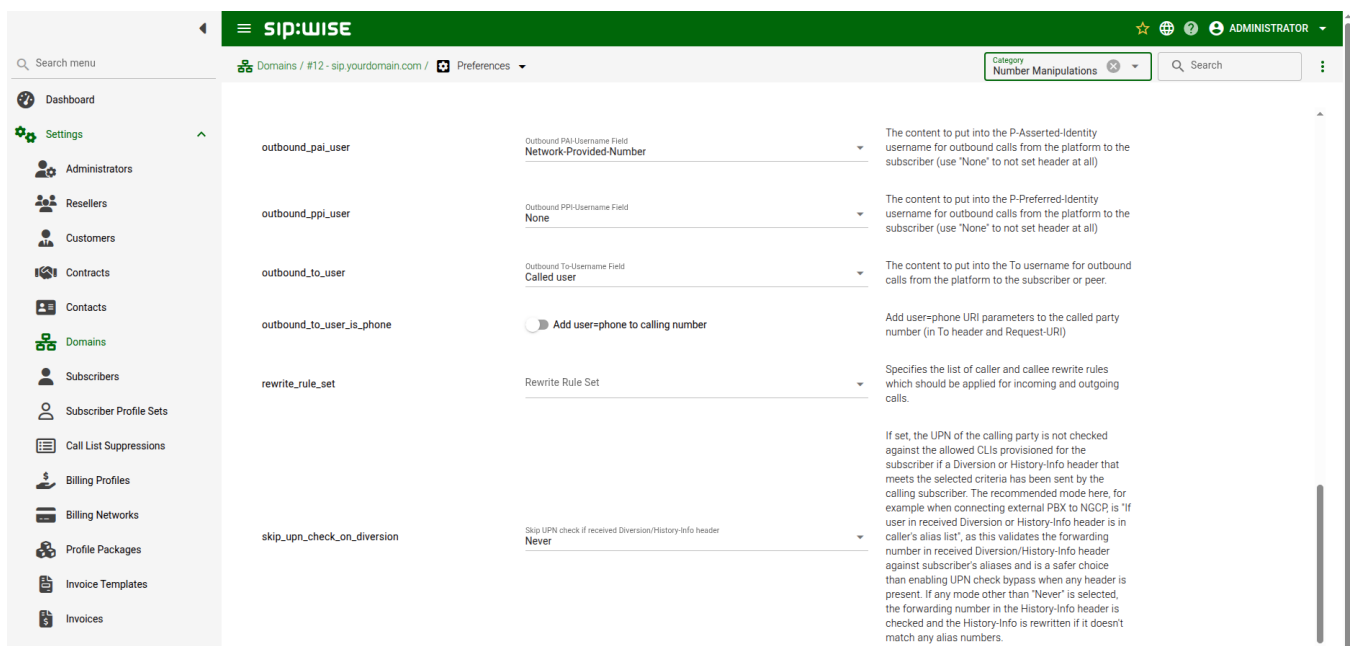 sip:wise
ADMINISTRATOR
Search menu
Domains / #12 - sip.yourdomain.com / Preferences
Category
Number Manipulations
Search
Dashboard
Settings
Administrators
Resellers
Customers
Contracts
Contacts
Domains
Subscribers
Subscriber Profile Sets
Call List Suppressions
Billing Profiles
Billing Networks
Profile Packages
Invoice Templates
Invoices
outbound_pai_user
Outbound PAI-Username Field
Network-Provided-Number
The content to put into the P-Asserted-Identity
username for outbound calls from the platform to the
subscriber (use "None" to not set header at all)
outbound_ppi_user
Outbound PPI-Username Field
None
The content to put into the P-Preferred-Identity
username for outbound calls from the platform to the
subscriber (use "None" to not set header at all)
outbound_to_user
Outbound To-Username Field
Called user
The content to put into the To username for outbound
calls from the platform to the subscriber or peer.
outbound_to_user_is_phone
Add user=phone to calling number
Add user=phone URI parameters to the called party
number (in To header and Request-URI)
rewrite_rule_set
Rewrite Rule Set
Specifies the list of caller and callee rewrite rules
which should be applied for incoming and outgoing
calls.
skip_upn_check_on_diversion
Skip UPN check if received Diversion/History-Info header
Never
If set, the UPN of the calling party is not checked
against the allowed CLIs provisioned for the
subscriber if a Diversion or History-Info header that
meets the selected criteria has been sent by the
calling subscriber. The recommended mode here, for
example when connecting external PBX to NGCP, is "If
user in received Diversion or History-Info header is in
caller's alias list", as this validates the forwarding
number in received Diversion/History-Info header
against subscriber's aliases and is a safer choice
than enabling UPN check bypass when any header is
present. If any mode other than "Never" is selected,
the forwarding number in the History-Info header is
checked and the History-Info is rewritten if it doesn't
match any alias numbers.